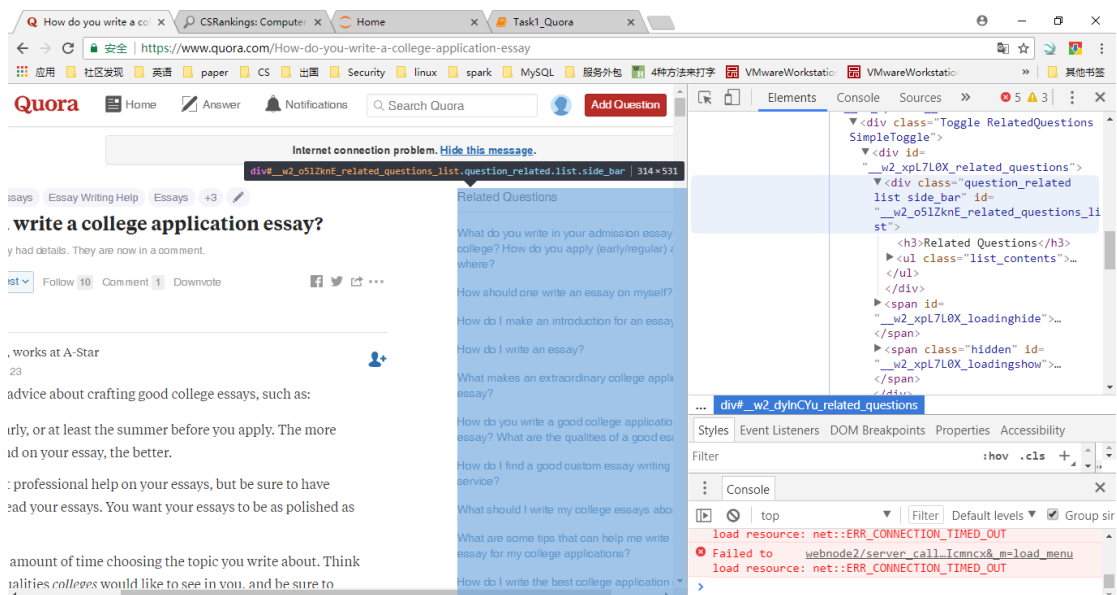 How do you write a co
CSRankings: Computer
Home
Task1_Quora
安全 | https://www.quora.com/How-do-you-write-a-college-application-essay
应用 社区发现 英语 paper CS 出国 Security linux spark MySQL 服务外包 4种方法来打字 VMwareWorkstatio VMwareWorkstatio » 其他书签
Quora Home Answer Notifications Search Quora Add Question
Internet connection problem. Hide this message.
div#__w2_o5lZknE_related_questions_list.question_related.list.side_bar 314×531
ssays Essay Writing Help Essays +3
write a college application essay?
y had details. They are now in a comment.
est Follow 10 Comment 1 Downvote
, works at A-Star
23
advice about crafting good college essays, such as:
arly, or at least the summer before you apply. The more
nd on your essay, the better.
t professional help on your essays, but be sure to have
ead your essays. You want your essays to be as polished as
amount of time choosing the topic you write about. Think
nalities colleges would like to see in you, and be sure to
Related Questions
What do you write in your admission essay
college? How do you apply (early/regular) a
where?
How should one write an essay on myself?
How do I make an introduction for an essay
How do I write an essay?
What makes an extraordinary college appli
essay?
How do you write a good college applicatio
essay? What are the qualities of a good es
How do I find a good custom essay writing
service?
What should I write my college essays abo
What are some tips that can help me write
essay for my college applications?
How do I write the best college application
Elements Console Sources » 5 3
▼<div class="Toggle RelatedQuestions
SimpleToggle">
▼<div id=
"__w2_xpL7L0X_related_questions">
▼<div class="question_related
list side_bar" id=
"__w2_o5lZknE_related_questions_li
st">
<h3>Related Questions</h3>
▶<ul class="list_contents">…
</ul>
</div>
▶<span id=
"__w2_xpL7L0X_loadinghide">…
</span>
▶<span class="hidden" id=
"__w2_xpL7L0X_loadingshow">…
</span>
</div>
... div#__w2_dylnCYu_related_questions
Styles Event Listeners DOM Breakpoints Properties Accessibility
Filter :hov .cls +
Console
top Filter Default levels Group sir
load resource: net::ERR_CONNECTION_TIMED_OUT
Failed to webnode2/server_call…Icmncx&_m=load_menu
load resource: net::ERR_CONNECTION_TIMED_OUT